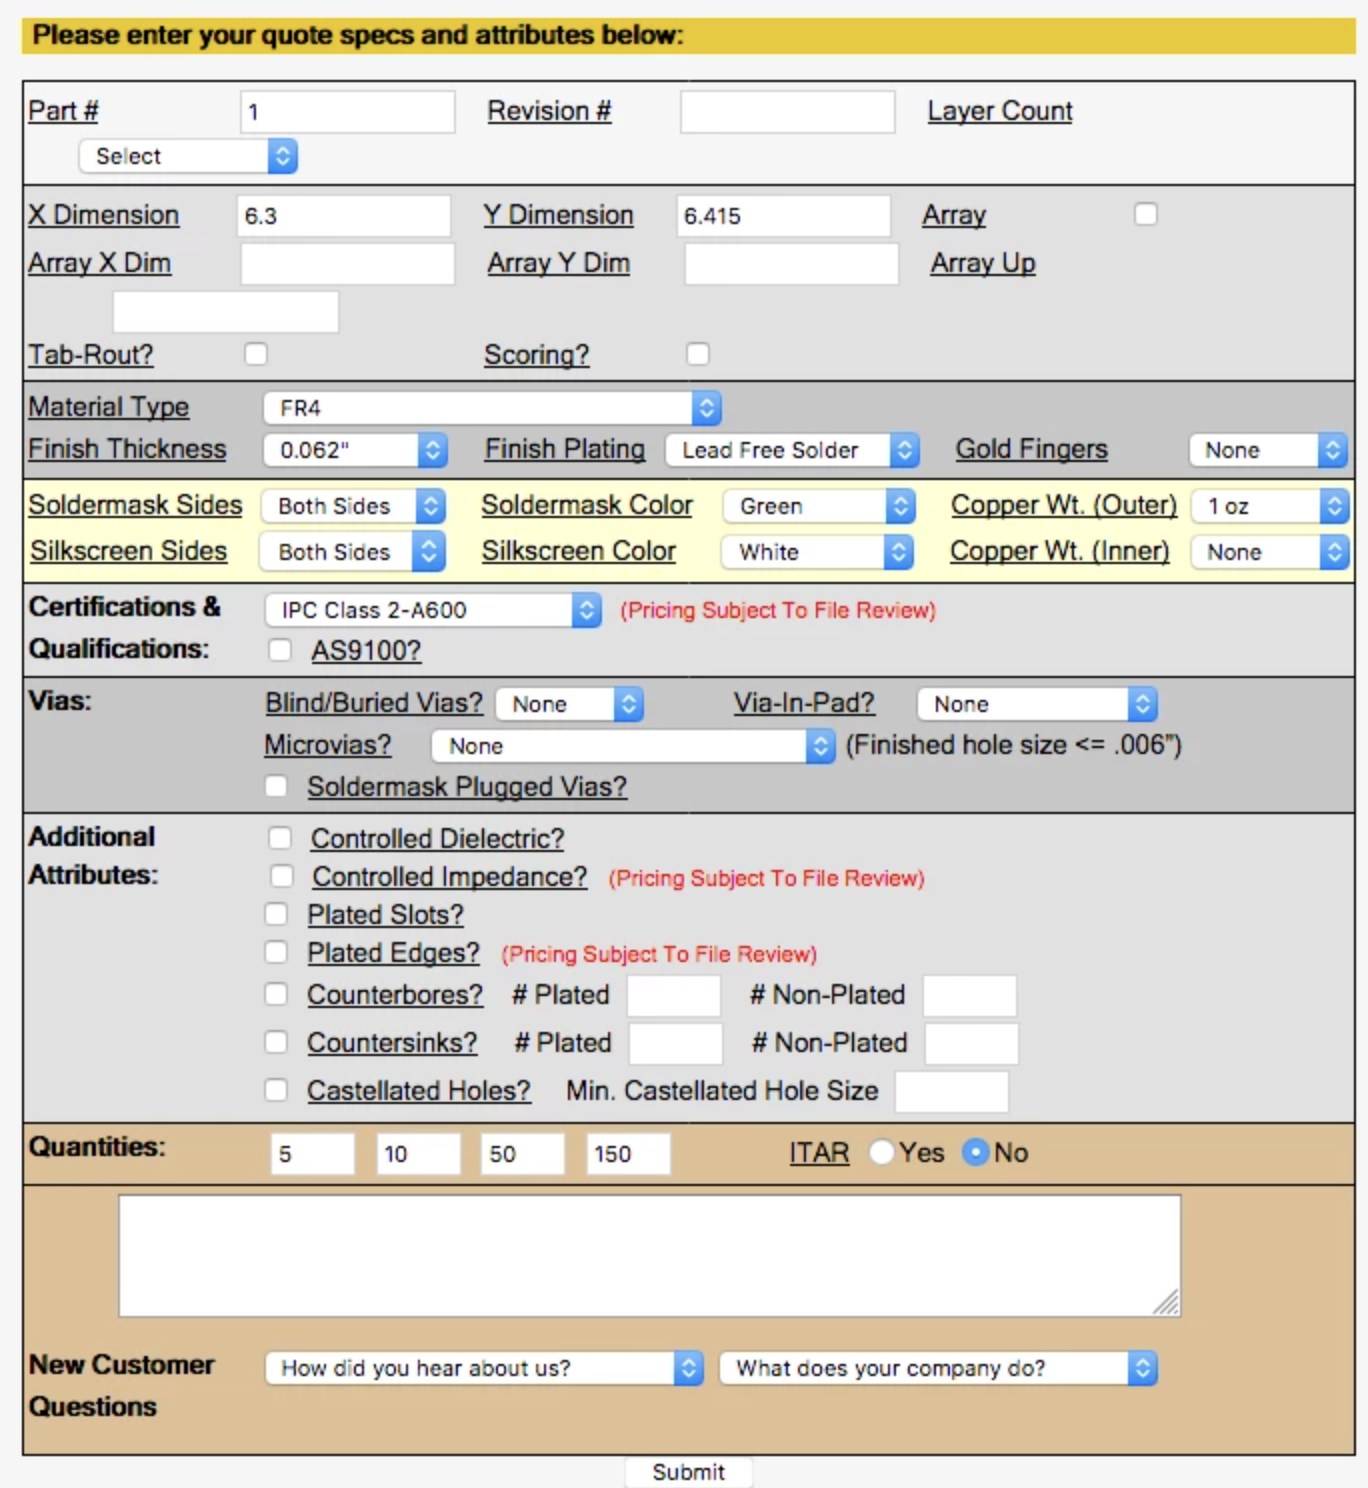 Please enter your quote specs and attributes below:
Part # 1 Revision # Layer Count
Select
X Dimension 6.3 Y Dimension 6.415 Array
Array X Dim Array Y Dim Array Up
Tab-Rout? Scoring?
Material Type FR4
Finish Thickness 0.062" Finish Plating Lead Free Solder Gold Fingers None
Soldermask Sides Both Sides Soldermask Color Green Copper Wt. (Outer) 1 oz
Silkscreen Sides Both Sides Silkscreen Color White Copper Wt. (Inner) None
Certifications & IPC Class 2-A600 (Pricing Subject To File Review)
Qualifications: AS9100?
Vias: Blind/Buried Vias? None Via-In-Pad? None
Microvias? None (Finished hole size <= .006”)
Soldermask Plugged Vias?
Additional Controlled Dielectric?
Attributes: Controlled Impedance? (Pricing Subject To File Review)
Plated Slots?
Plated Edges? (Pricing Subject To File Review)
Counterbores? # Plated # Non-Plated
Countersinks? # Plated # Non-Plated
Castellated Holes? Min. Castellated Hole Size
Quantities: 5 10 50 150 ITAR Yes No
New Customer How did you hear about us? What does your company do?
Questions
Submit